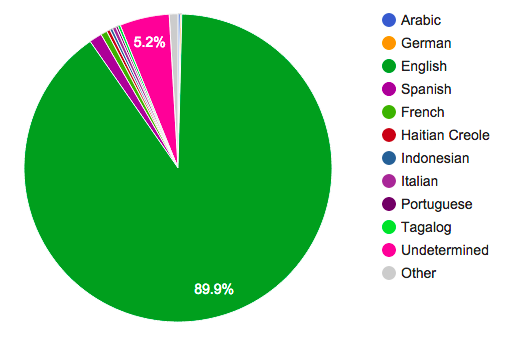 5.2%
89.9%
Arabic
German
English
Spanish
French
Haitian Creole
Indonesian
Italian
Portuguese
Tagalog
Undetermined
Other